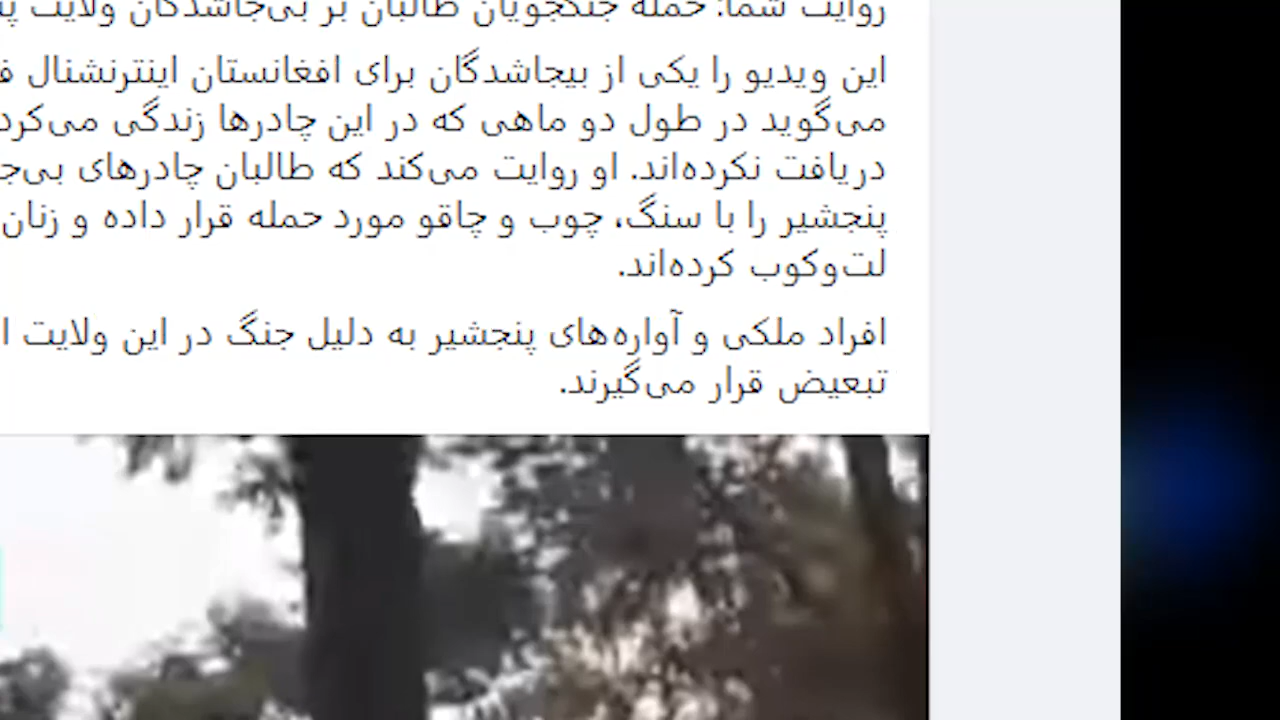 روایت شما: حمله جنگجویان طالبان بر بی‌جاشدگان ولایت
این ویدیو را یکی از بیجاشدگان برای افغانستان اینترنشنال
می‌گوید در طول دو ماهی که در این چادرها زندگی می‌کرد
دریافت نکرده‌اند. او روایت می‌کند که طالبان چادرهای
پنجشیر را با سنگ، چوب و چاقو مورد حمله قرار داده و زنان
لت‌وکوب کرده‌اند.
افراد ملکی و آواره‌های پنجشیر به دلیل جنگ در این ولایت
تبعیض قرار می‌گیرند.